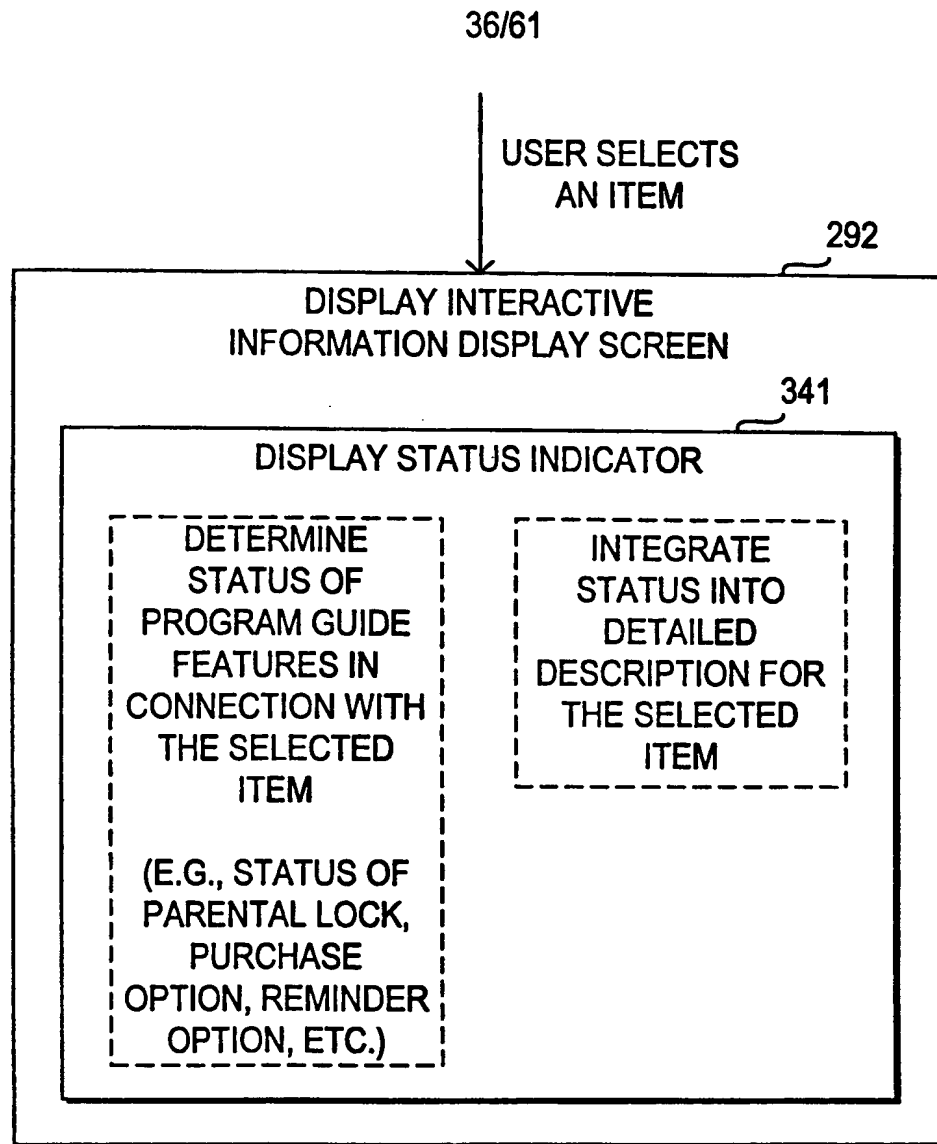 36/61
USER SELECTS
AN ITEM
292
DISPLAY INTERACTIVE
INFORMATION DISPLAY SCREEN
341
DISPLAY STATUS INDICATOR
DETERMINE
STATUS OF
PROGRAM GUIDE
FEATURES IN
CONNECTION WITH
THE SELECTED
ITEM
(E.G., STATUS OF
PARENTAL LOCK,
PURCHASE
OPTION, REMINDER
OPTION, ETC.)
INTEGRATE
STATUS INTO
DETAILED
DESCRIPTION FOR
THE SELECTED
ITEM